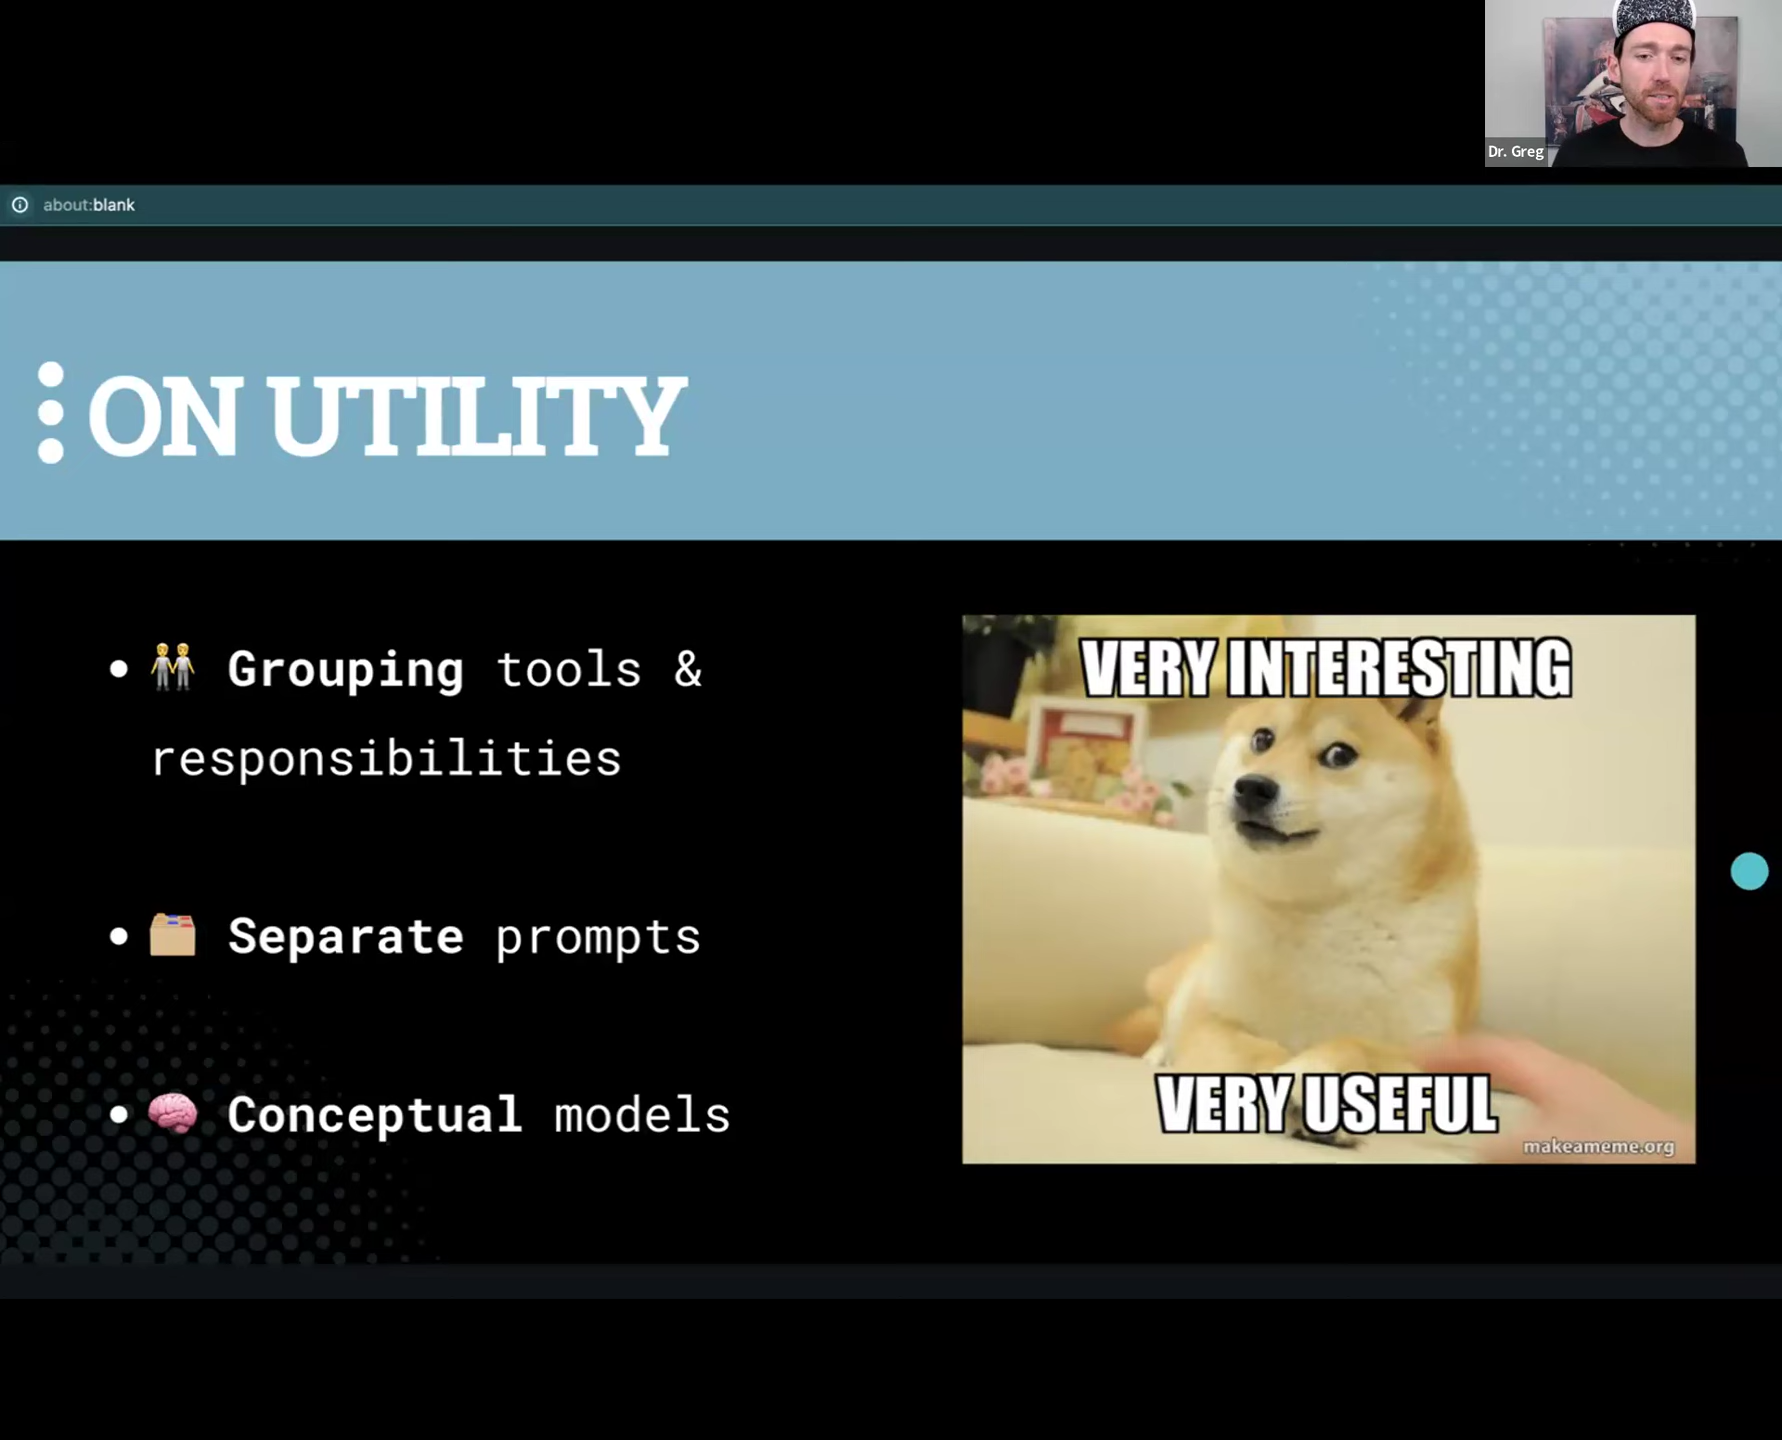 Dr. Greg
about:blank
ON UTILITY
• Grouping tools &
responsibilities
• Separate prompts
• Conceptual models
VERY INTERESTING
VERY USEFUL
makeameme.org